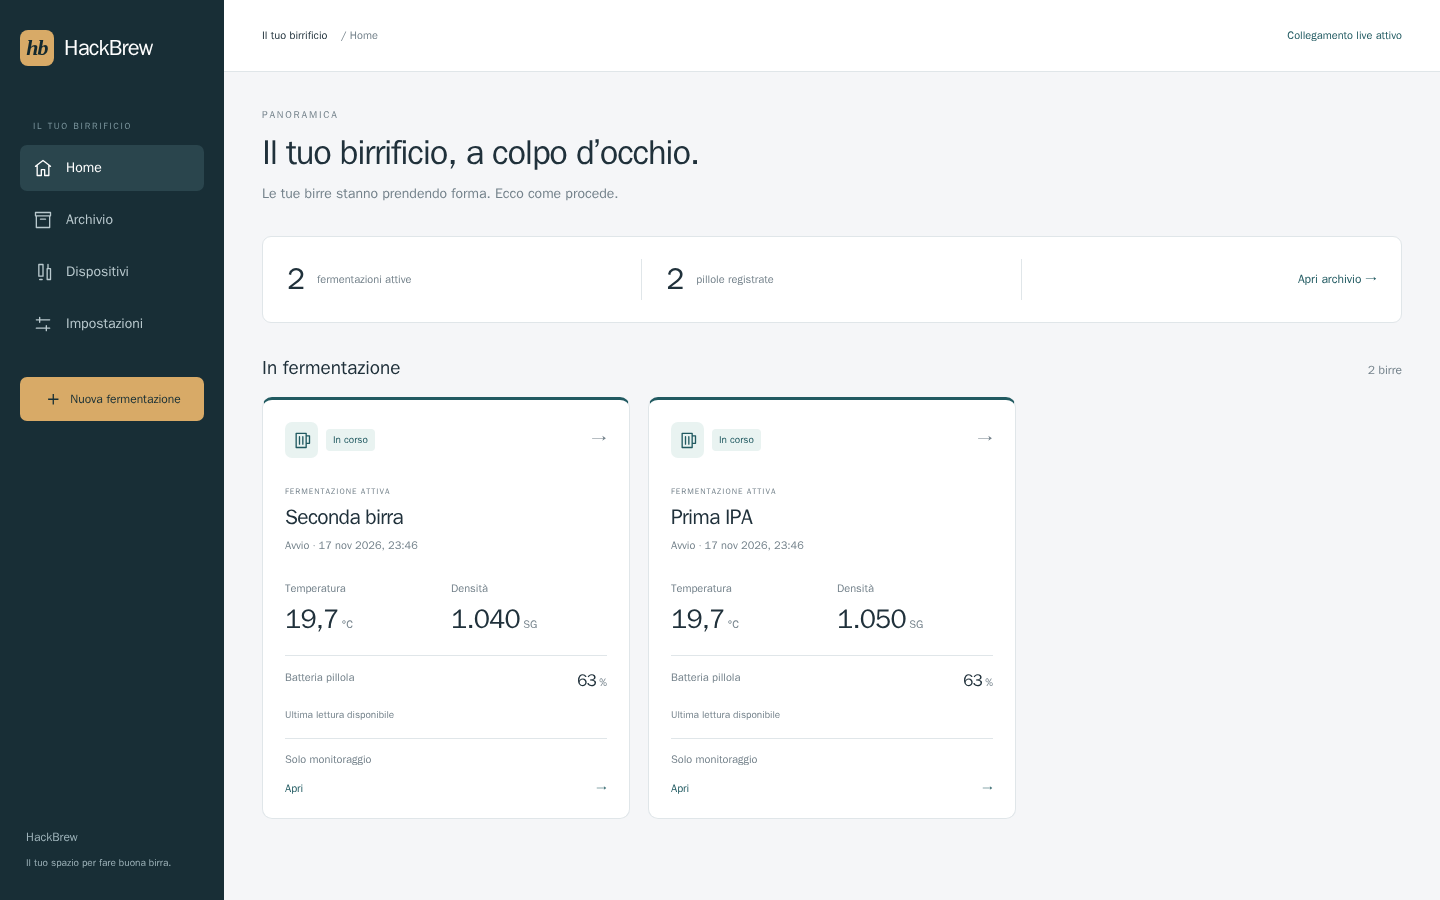 hb HackBrew
IL TUO BIRRIFICIO
Home
Archivio
Dispositivi
Impostazioni
+ Nuova fermentazione
HackBrew
Il tuo spazio per fare buona birra.
Il tuo birrificio / Home
Collegamento live attivo
PANORAMICA
Il tuo birrificio, a colpo d’occhio.
Le tue birre stanno prendendo forma. Ecco come procede.
2 fermentazioni attive
2 pillole registrate
Apri archivio →
In fermentazione
2 birre
In corso →
FERMENTAZIONE ATTIVA
Seconda birra
Avvio · 17 nov 2026, 23:46
Temperatura Densità
19,7 °C 1.040 SG
Batteria pillola 63 %
Ultima lettura disponibile
Solo monitoraggio
Apri →
In corso →
FERMENTAZIONE ATTIVA
Prima IPA
Avvio · 17 nov 2026, 23:46
Temperatura Densità
19,7 °C 1.050 SG
Batteria pillola 63 %
Ultima lettura disponibile
Solo monitoraggio
Apri →